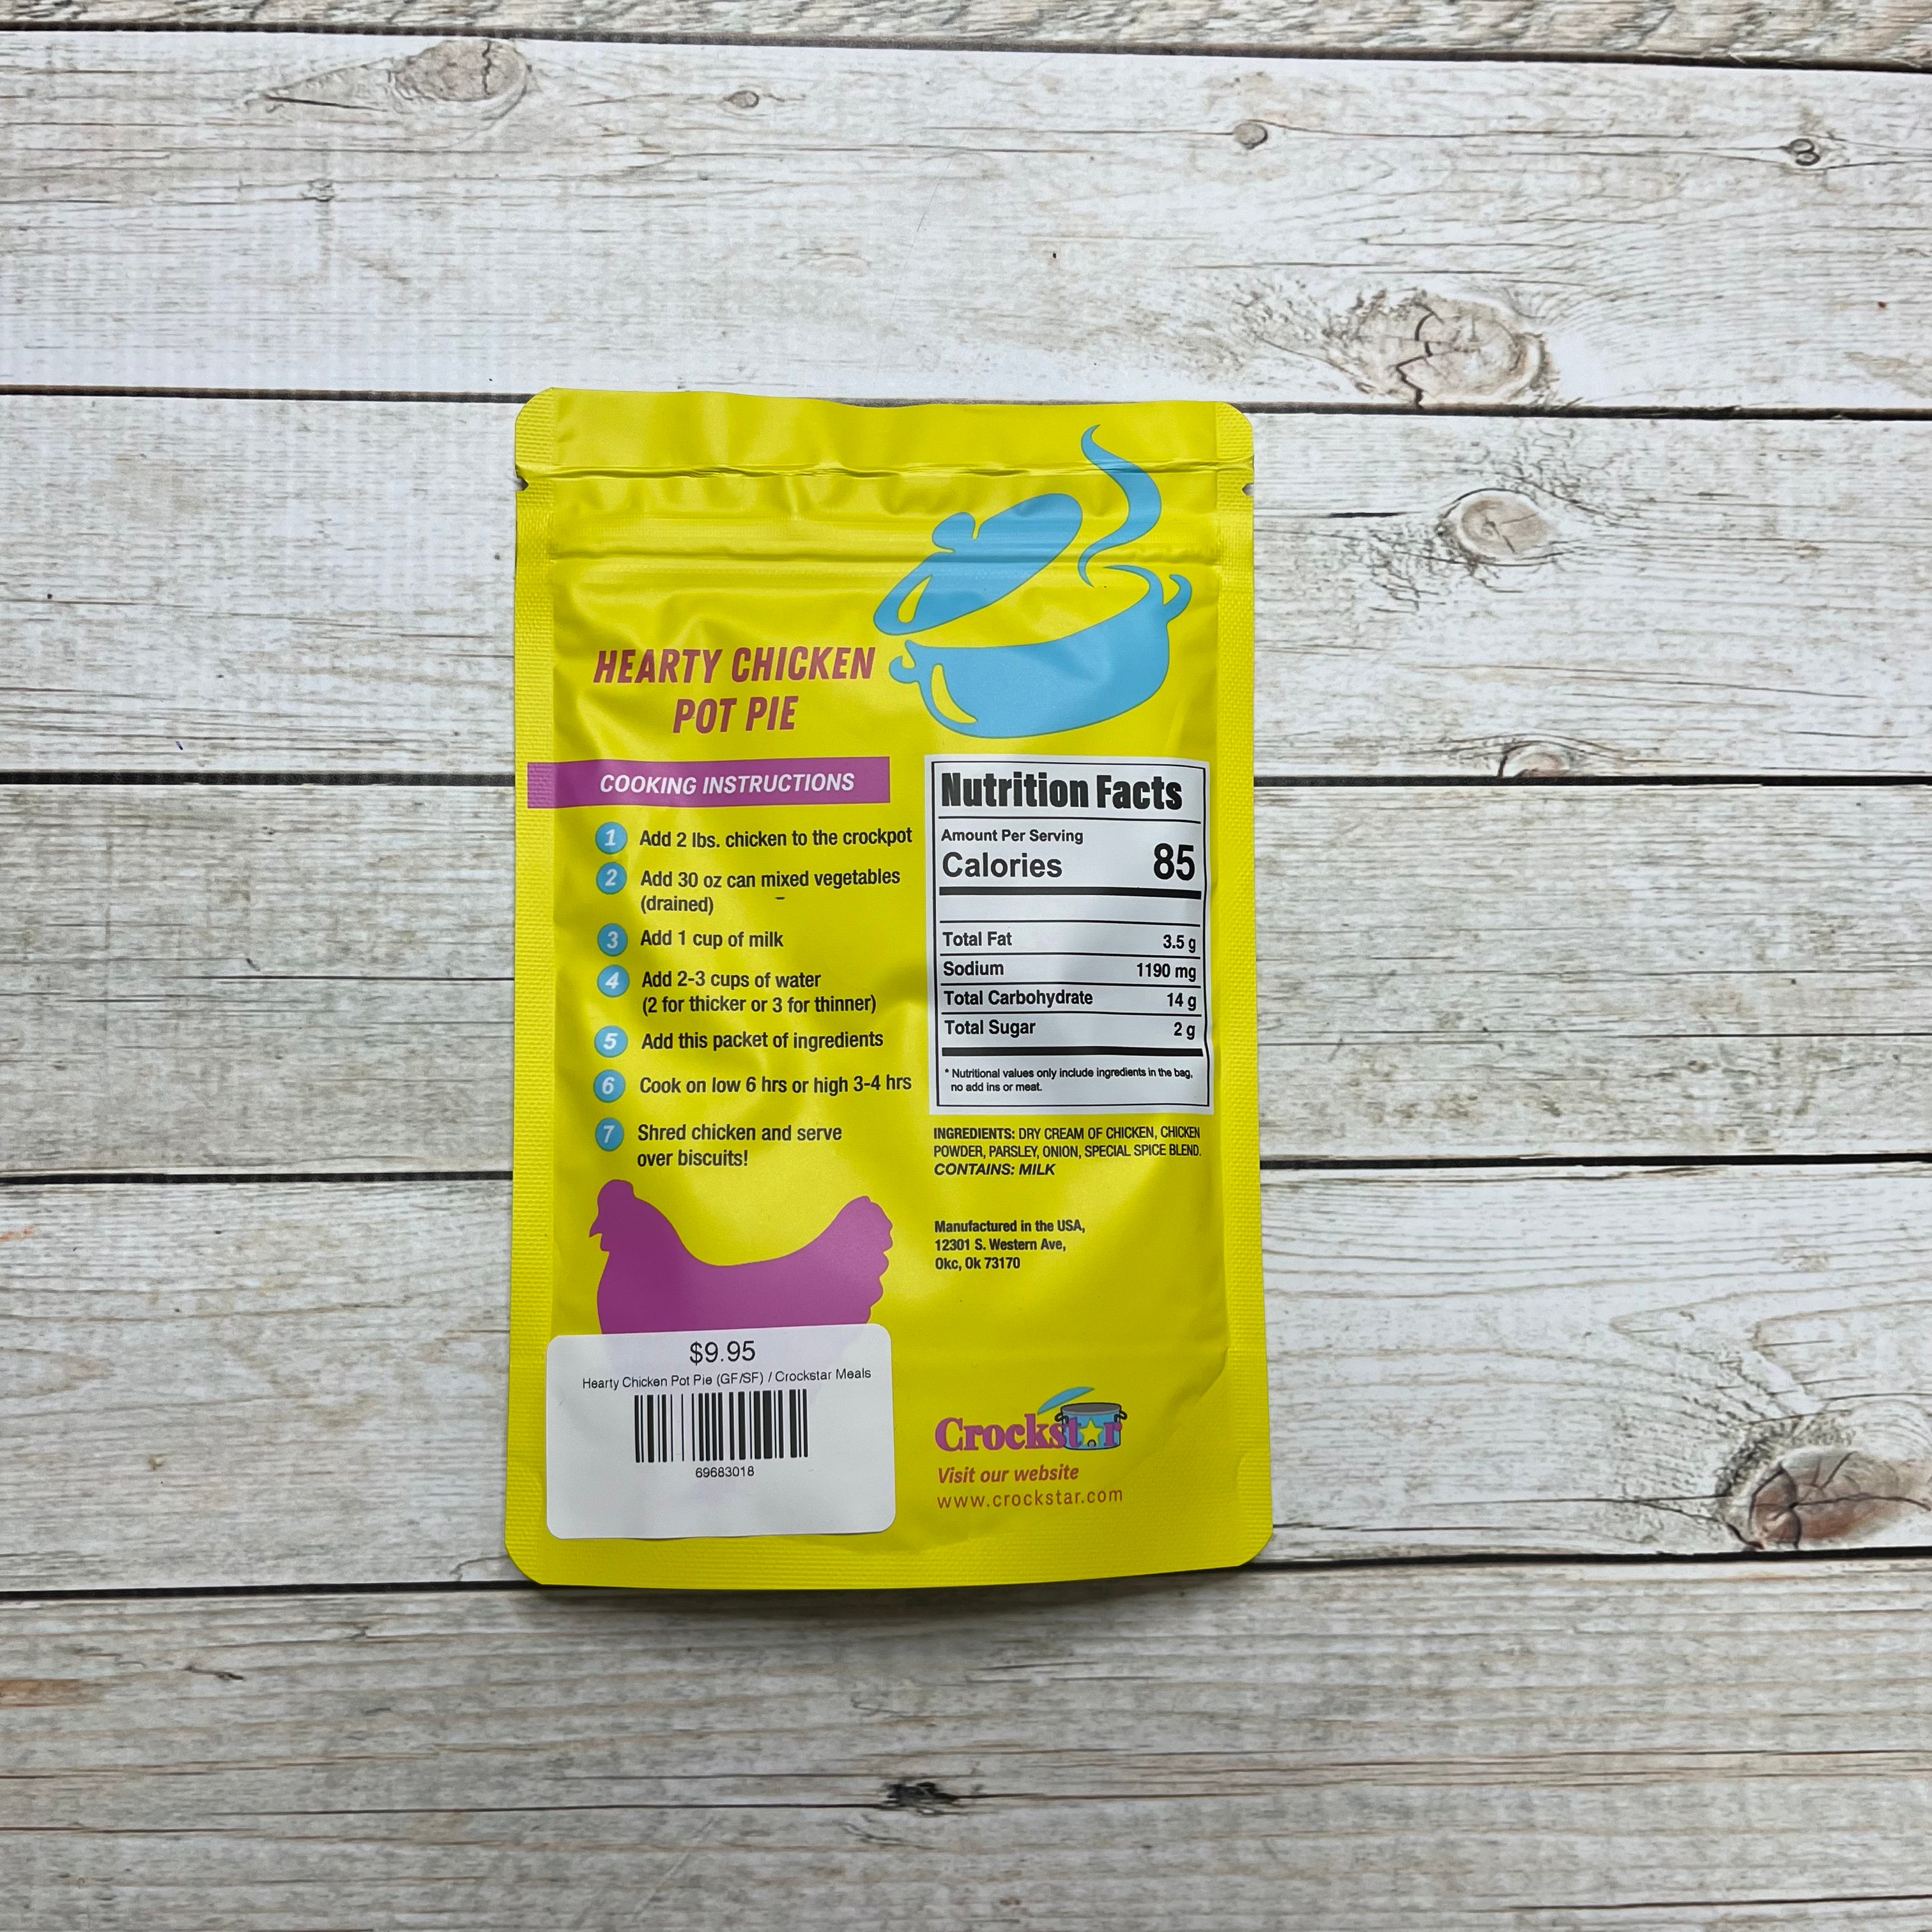 HEARTY CHICKEN
POT PIE
COOKING INSTRUCTIONS
1 Add 2 lbs. chicken to the crockpot
2 Add 30 oz can mixed vegetables
(drained)
3 Add 1 cup of milk
4 Add 2-3 cups of water
(2 for thicker or 3 for thinner)
5 Add this packet of ingredients
6 Cook on low 6 hrs or high 3-4 hrs
7 Shred chicken and serve
over biscuits!
$9.95
Hearty Chicken Pot Pie (GF/SF) / Crockstar Meals
69683018
Nutrition Facts
Amount Per Serving
Calories 85
Total Fat 3.5 g
Sodium 1190 mg
Total Carbohydrate 14 g
Total Sugar 2 g
* Nutritional values only include ingredients in the bag,
no add ins or meat.
INGREDIENTS: DRY CREAM OF CHICKEN, CHICKEN
POWDER, PARSLEY, ONION, SPECIAL SPICE BLEND.
CONTAINS: MILK
Manufactured in the USA,
12301 S. Western Ave,
Okc, Ok 73170
Crockstar
Visit our website
www.crockstar.com